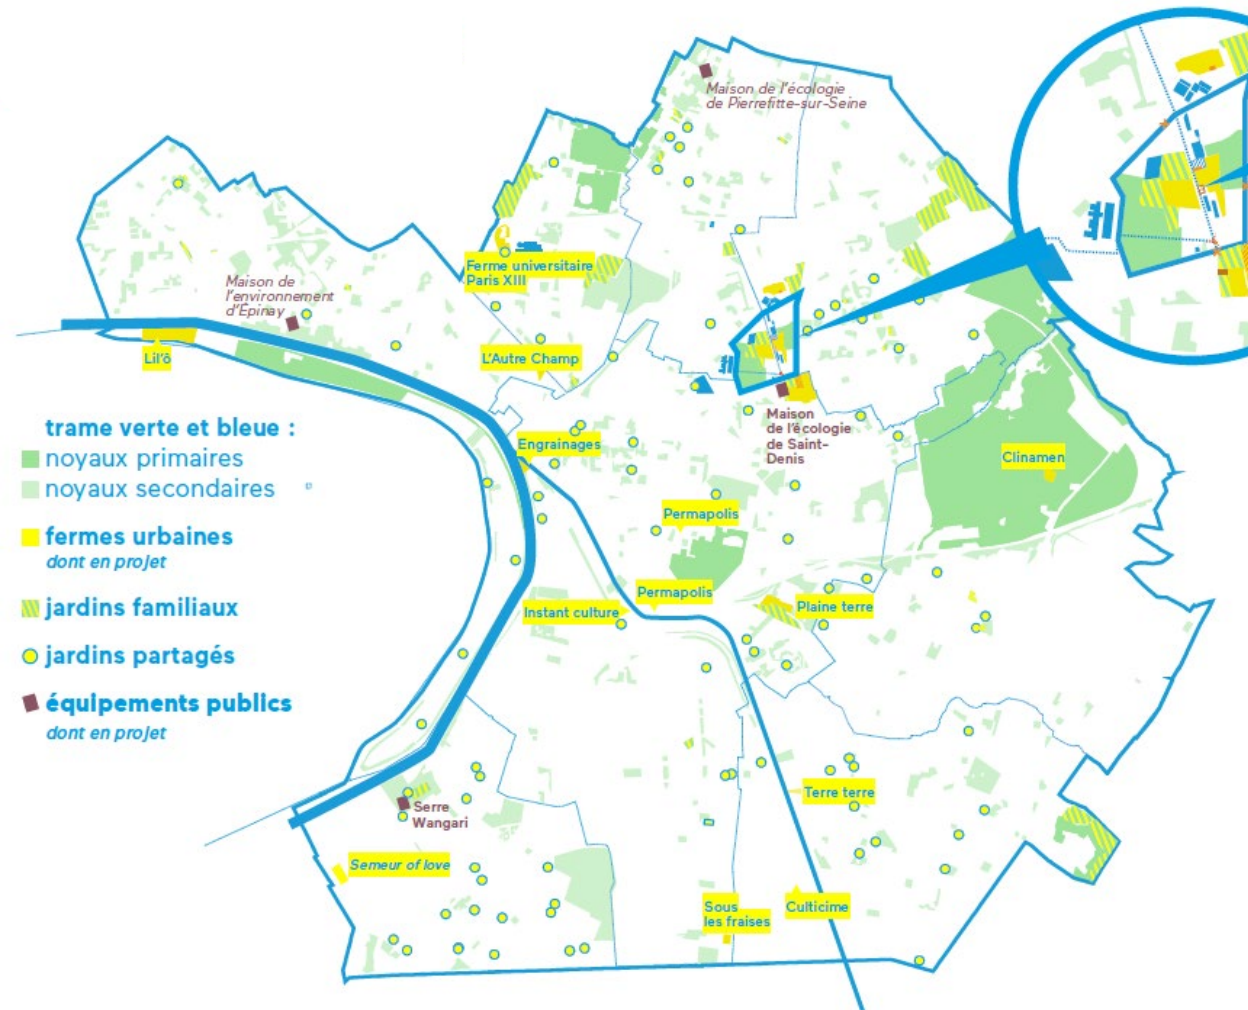 Maison de l'écologie
de Pierrefitte-sur-Seine
Ferme universitaire
Paris XIII
Maison de
l'environnement
d'Épinay
Lil'ô
L'Autre Champ
Maison
de l'écologie
de Saint-
Denis
Engrainages
Clinamen
trame verte et bleue :
noyaux primaires
noyaux secondaires
fermes urbaines
dont en projet
jardins familiaux
jardins partagés
équipements publics
dont en projet
Permapolis
Permapolis
Instant culture
Plaine terre
Terre terre
Serre
Wangari
Semeur of love
Sous
les fraises
Culticime